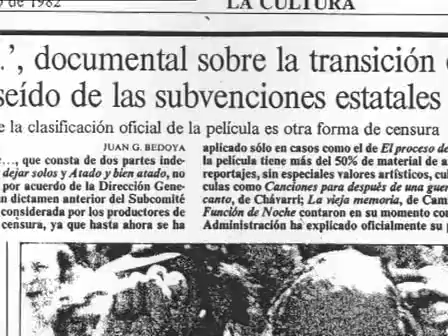 de 1982
LA CULTURA
.', documental sobre la transición
seído de las subvenciones estatales
e la clasificación oficial de la película es otra forma de censura
JUAN G. BEDOYA
...., que consta de dos partes inde-
dejar solos y Atado y bien atado, no
por acuerdo de la Dirección Gene-
n dictamen anterior del Subcomité
considerada por los productores de
censura, ya que hasta ahora se ha
aplicado sólo en casos como el de El proceso de
la película tiene más del 50% de material de a
reportajes, sin especiales valores artísticos, cu
culas como Canciones para después de una gue
canto, de Chávarri; La vieja memoria, de Cam
Función de Noche contaron en su momento co
Administración ha explicado oficialmente su